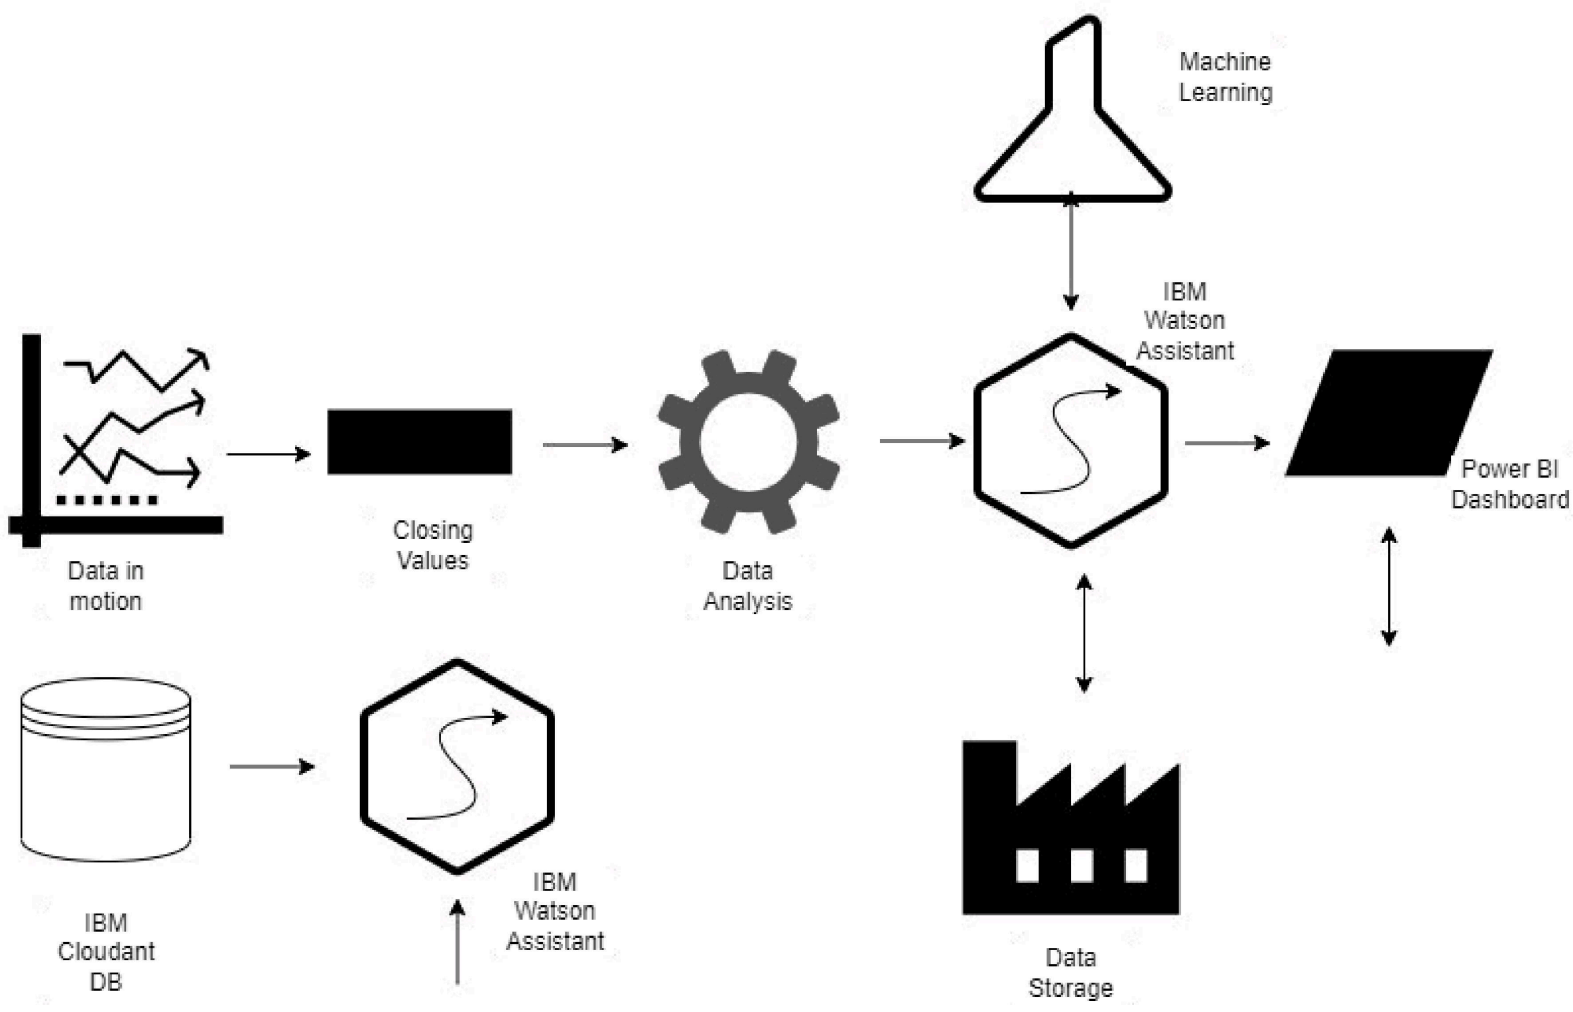 Machine
Learning
IBM
Watson
Assistant
Power BI
Dashboard
Closing
Values
Data in
motion
Data
Analysis
IBM
Watson
Assistant
IBM
Cloudant
DB
Data
Storage